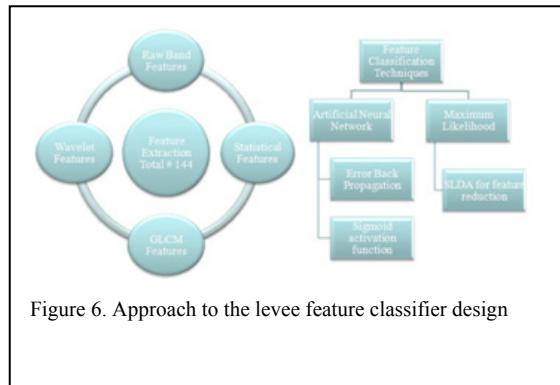 Raw Band
Features
Wavelet
Features
Feature
Extraction
Total # 144
Statistical
Features
GLCM
Features
Feature
Classification
Techniques
Artificial Neural
Network
Maximum
Likelihood
Error Back
Propagation
SLDA for feature
reduction
Sigmoid
activation
function
Figure 6. Approach to the levee feature classifier design